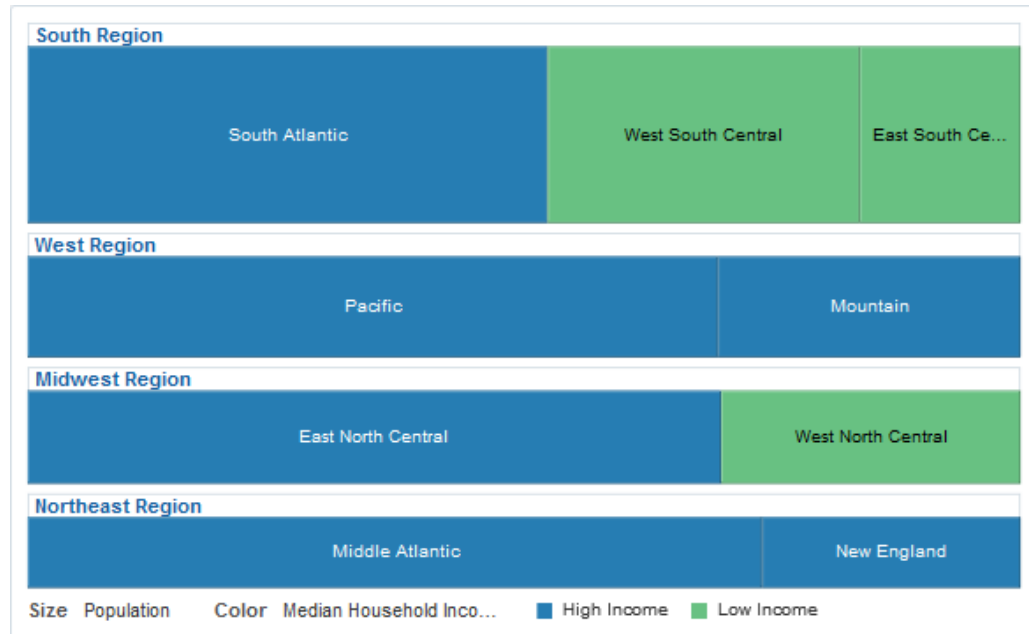 South Region
South Atlantic West South Central East South Ce...
West Region
Pacific Mountain
Midwest Region
East North Central West North Central
Northeast Region
Middle Atlantic New England
Size Population Color Median Household Inco... High Income Low Income